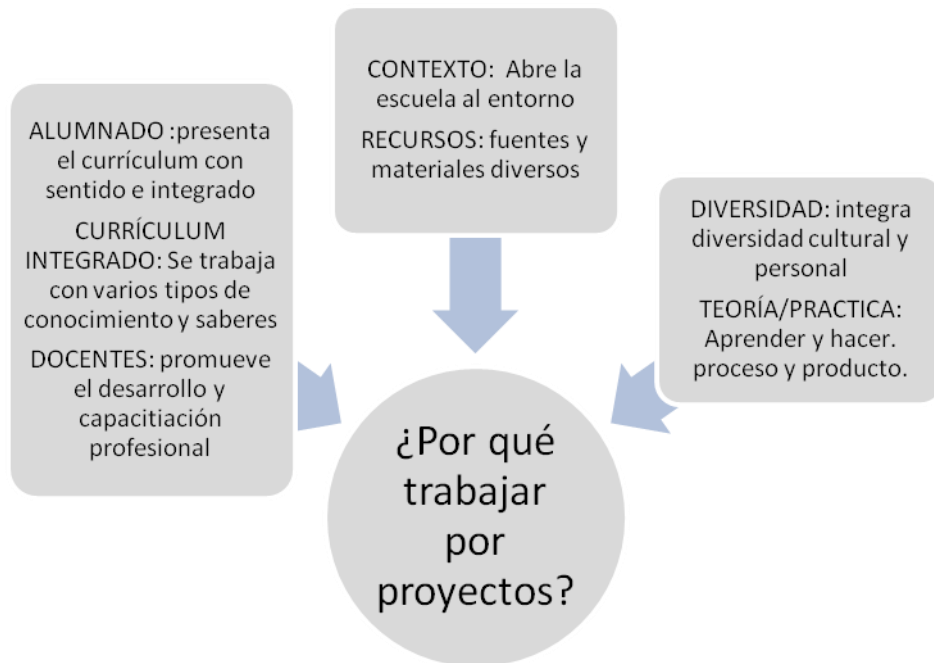 ALUMNADO :presenta
el currículum con
sentido e integrado
CURRÍCULUM
INTEGRADO: Se trabaja
con varios tipos de
conocimiento y saberes
DOCENTES: promueve
el desarrollo y
capacitiación
profesional
CONTEXTO: Abre la
escuela al entorno
RECURSOS: fuentes y
materiales diversos
DIVERSIDAD: integra
diversidad cultural y
personal
TEORÍA/PRACTICA:
Aprender y hacer.
proceso y producto.
¿Por qué
trabajar
por
proyectos?